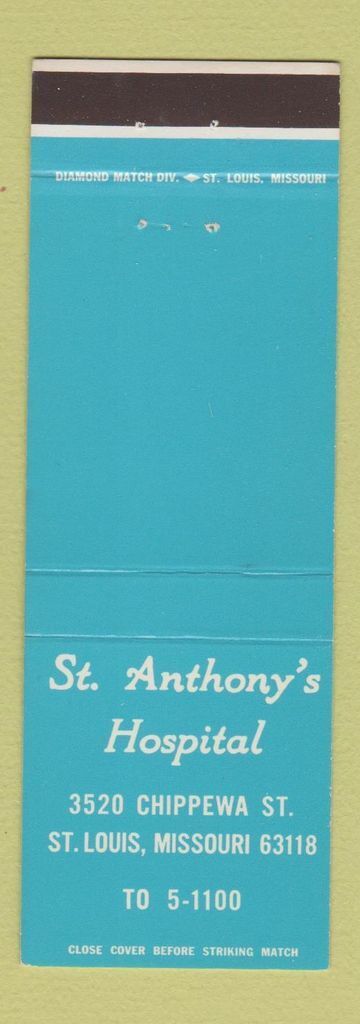 DIAMOND MATCH DIV. ◆ ST. LOUIS, MISSOURI
St. Anthony's
Hospital
3520 CHIPPEWA ST.
ST. LOUIS, MISSOURI 63118
TO 5-1100
CLOSE COVER BEFORE STRIKING MATCH